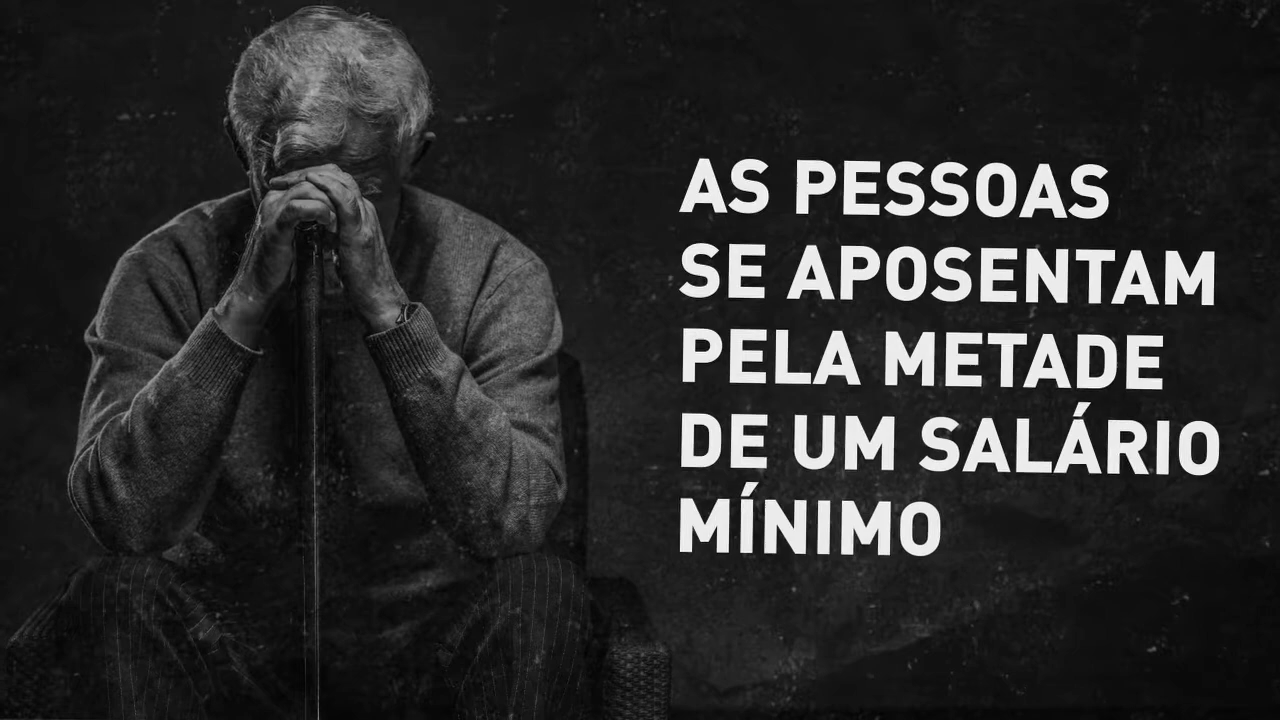 AS PESSOAS
SE APOSENTAM
PELA METADE
DE UM SALÁRIO
MÍNIMO